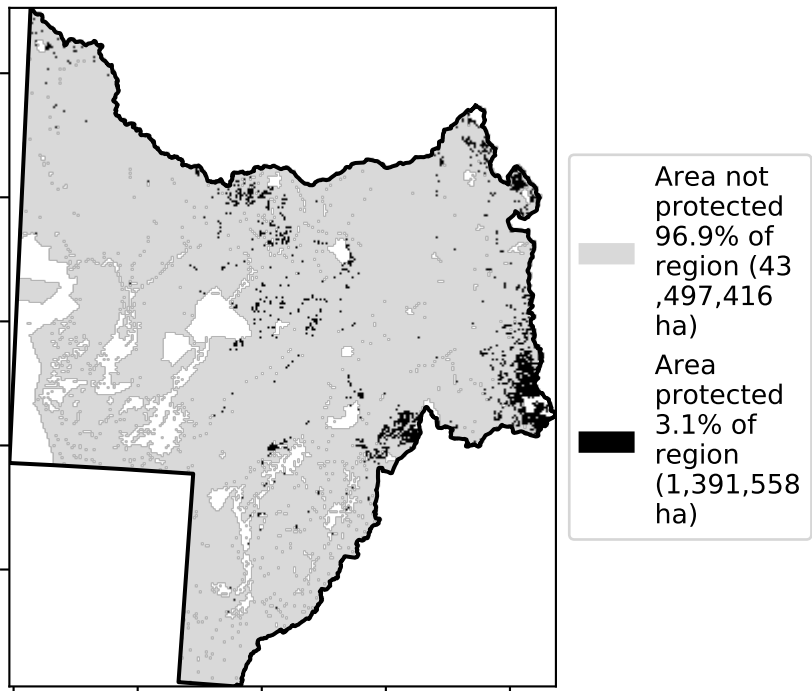 Area not
protected
96.9% of
region (43
,497,416
ha)
Area
protected
3.1% of
region
(1,391,558
ha)